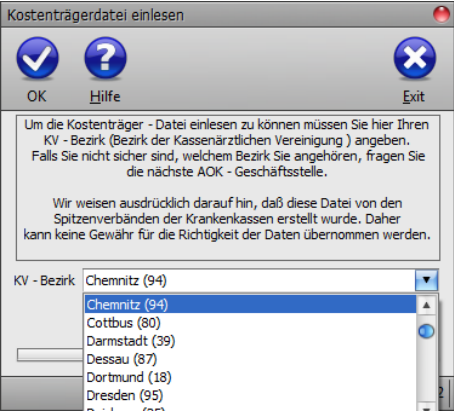 Kostenträgerdatei einlesen
OK
Hilfe
Exit
Um die Kostenträger - Datei einlesen zu können müssen Sie hier Ihren
KV - Bezirk (Bezirk der Kassenärztlichen Vereinigung ) angeben.
Falls Sie nicht sicher sind, welchem Bezirk Sie angehören, fragen Sie
die nächste AOK - Geschäftsstelle.
Wir weisen ausdrücklich darauf hin, daß diese Datei von den
Spitzenverbänden der Krankenkassen erstellt wurde. Daher
kann keine Gewähr für die Richtigkeit der Daten übernommen werden.
KV - Bezirk Chemnitz (94)
Chemnitz (94)
Cottbus (80)
Darmstadt (39)
Dessau (87)
Dortmund (18)
Dresden (95)